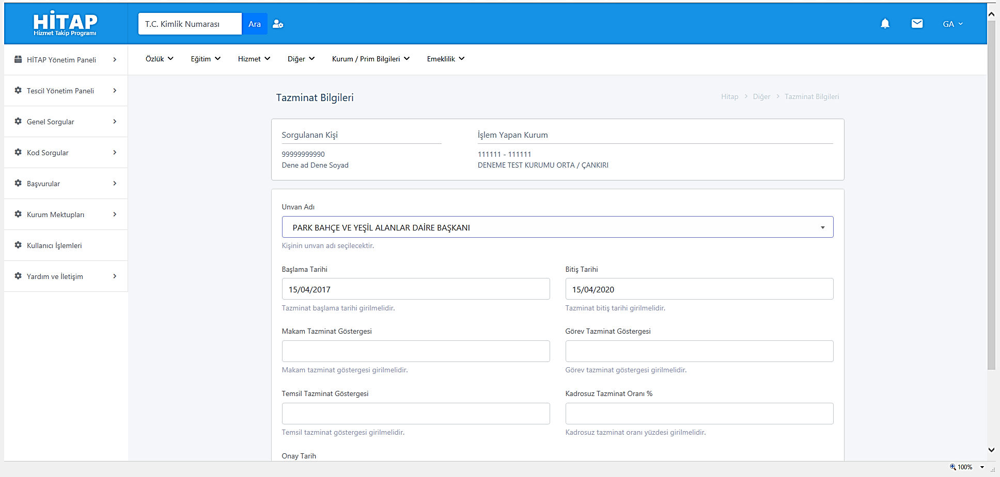 HİTAP
Hizmet Takip Programı
T.C. Kimlik Numarası Ara
GA
HİTAP Yönetim Paneli
Tescil Yönetim Paneli
Genel Sorgular
Kod Sorgular
Başvurular
Kurum Mektupları
Kullanıcı İşlemleri
Yardım ve İletişim
Özlük Eğitim Hizmet Diğer Kurum / Prim Bilgileri Emeklilik
Tazminat Bilgileri
Hitap > Diğer > Tazminat Bilgileri
Sorgulanan Kişi
99999999990
Dene ad Dene Soyad
İşlem Yapan Kurum
111111 - 111111
DENEME TEST KURUMU ORTA / ÇANKIRI
Unvan Adı
PARK BAHÇE VE YEŞİL ALANLAR DAİRE BAŞKANI
Kişinin unvan adı seçilecektir.
Başlama Tarihi
15/04/2017
Tazminat başlama tarihi girilmelidir.
Bitiş Tarihi
15/04/2020
Tazminat bitiş tarihi girilmelidir.
Makam Tazminat Göstergesi
Makam tazminat göstergesi girilmelidir.
Görev Tazminat Göstergesi
Görev tazminat göstergesi girilmelidir.
Temsil Tazminat Göstergesi
Temsil tazminat göstergesi girilmelidir.
Kadrosuz Tazminat Oranı %
Kadrosuz tazminat oranı yüzdesi girilmelidir.
Onay Tarih
100%